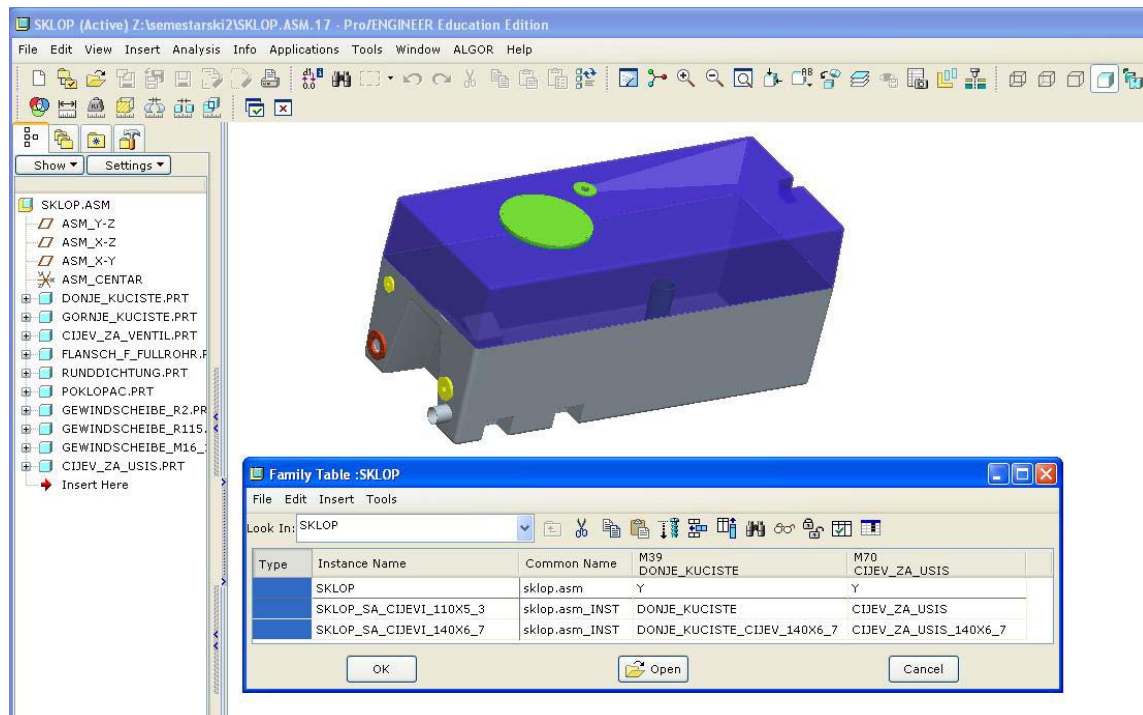 SKLOP (Active) Z:\semestarski2\SKLOP.ASM.17 - Pro/ENGINEER Education Edition
File Edit View Insert Analysis Info Applications Tools Window ALGOR Help
Show Settings
SKLOP.ASM
ASM_Y-Z
ASM_X-Z
ASM_X-Y
ASM_CENTAR
DONJE_KUCISTE.PRT
GORNJE_KUCISTE.PRT
CIJEV_ZA_VENTIL.PRT
FLANSCH_F_FULLROHR.F
RUNDDICHTUNG.PRT
POKLOPAC.PRT
GEWINDSCHEIBE_R2.PR
GEWINDSCHEIBE_R115.
GEWINDSCHEIBE_M16_
CIJEV_ZA_USIS.PRT
Insert Here
Family Table :SKLOP
File Edit Insert Tools
Look In: SKLOP
Type Instance Name Common Name M39 DONJE_KUCISTE M70 CIJEV_ZA_USIS
SKLOP sklop.asm Y Y
SKLOP_SA_CIJEVI_110X5_3 sklop.asm_INST DONJE_KUCISTE CIJEV_ZA_USIS
SKLOP_SA_CIJEVI_140X6_7 sklop.asm_INST DONJE_KUCISTE_CIJEV_140X6_7 CIJEV_ZA_USIS_140X6_7
OK Open Cancel